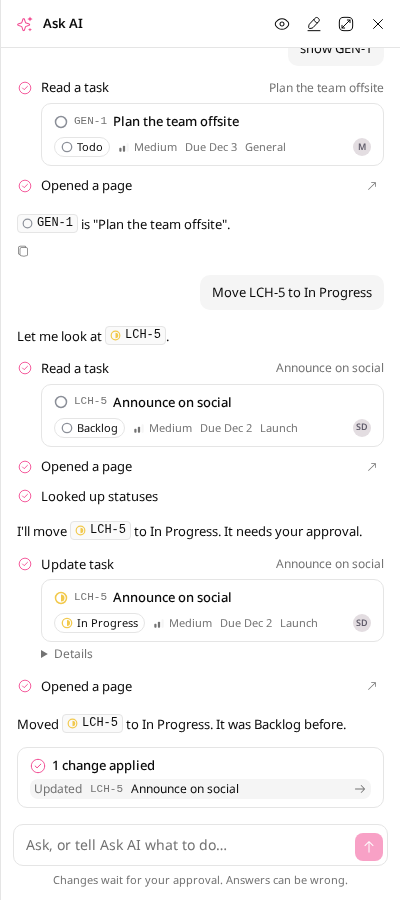 Ask AI
show GEN-1
Read a task Plan the team offsite
GEN-1 Plan the team offsite
Todo Medium Due Dec 3 General M
Opened a page
GEN-1 is "Plan the team offsite".
Move LCH-5 to In Progress
Let me look at LCH-5.
Read a task Announce on social
LCH-5 Announce on social
Backlog Medium Due Dec 2 Launch SD
Opened a page
Looked up statuses
I'll move LCH-5 to In Progress. It needs your approval.
Update task Announce on social
LCH-5 Announce on social
In Progress Medium Due Dec 2 Launch SD
Details
Opened a page
Moved LCH-5 to In Progress. It was Backlog before.
1 change applied
Updated LCH-5 Announce on social
Ask, or tell Ask AI what to do...
Changes wait for your approval. Answers can be wrong.